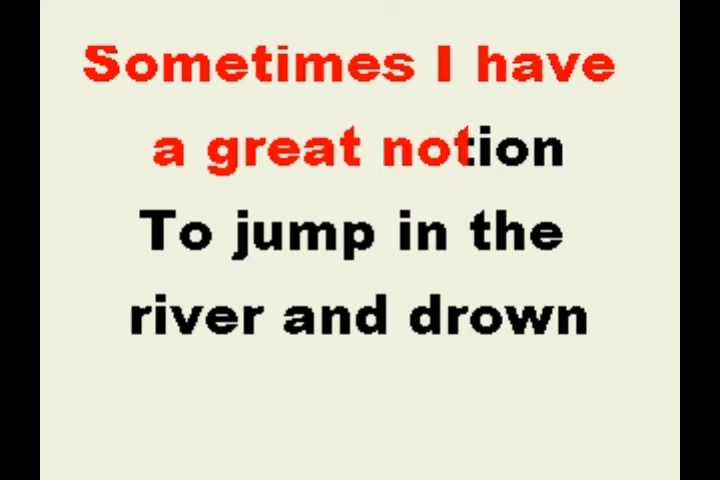 Sometimes I have
a great notion
To jump in the
river and drown